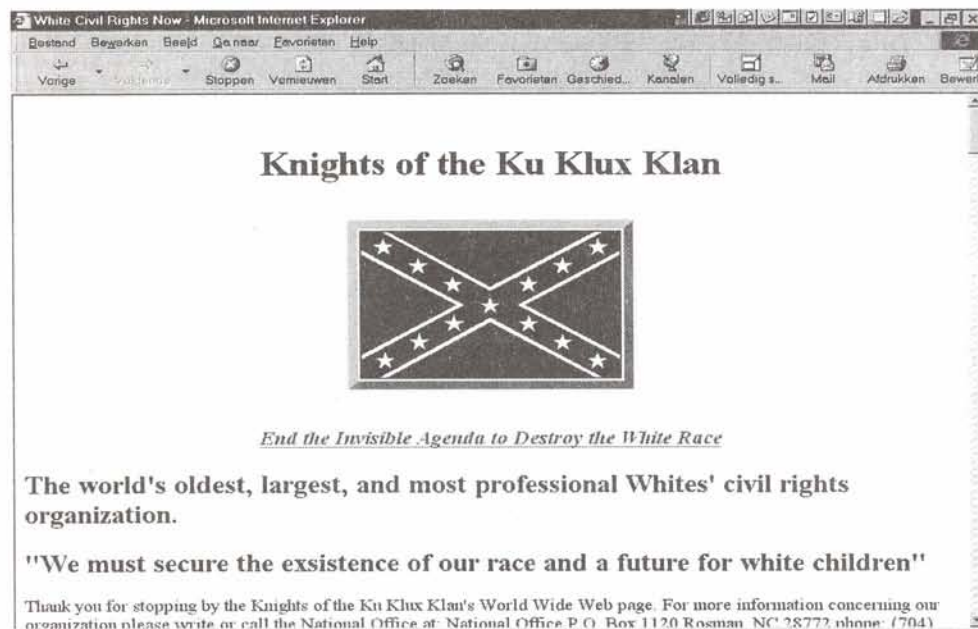 White Civil Rights Now - Microsoft Internet Explorer
Bestand Bewerken Beeld Ga naar Favorieten Help
Vorige Volgende Stoppen Vernieuwen Start Zoeken Favorieten Geschied... Kanalen Volledig s... Mail Afdrukken Bewer
Knights of the Ku Klux Klan
End the Invisible Agenda to Destroy the White Race
The world's oldest, largest, and most professional Whites' civil rights
organization.
"We must secure the exsistence of our race and a future for white children"
Thank you for stopping by the Knights of the Ku Klux Klan's World Wide Web page. For more information concerning our
organization please write or call the National Office at: National Office P.O. Box 1120 Rosman, NC 28772 phone: (704)